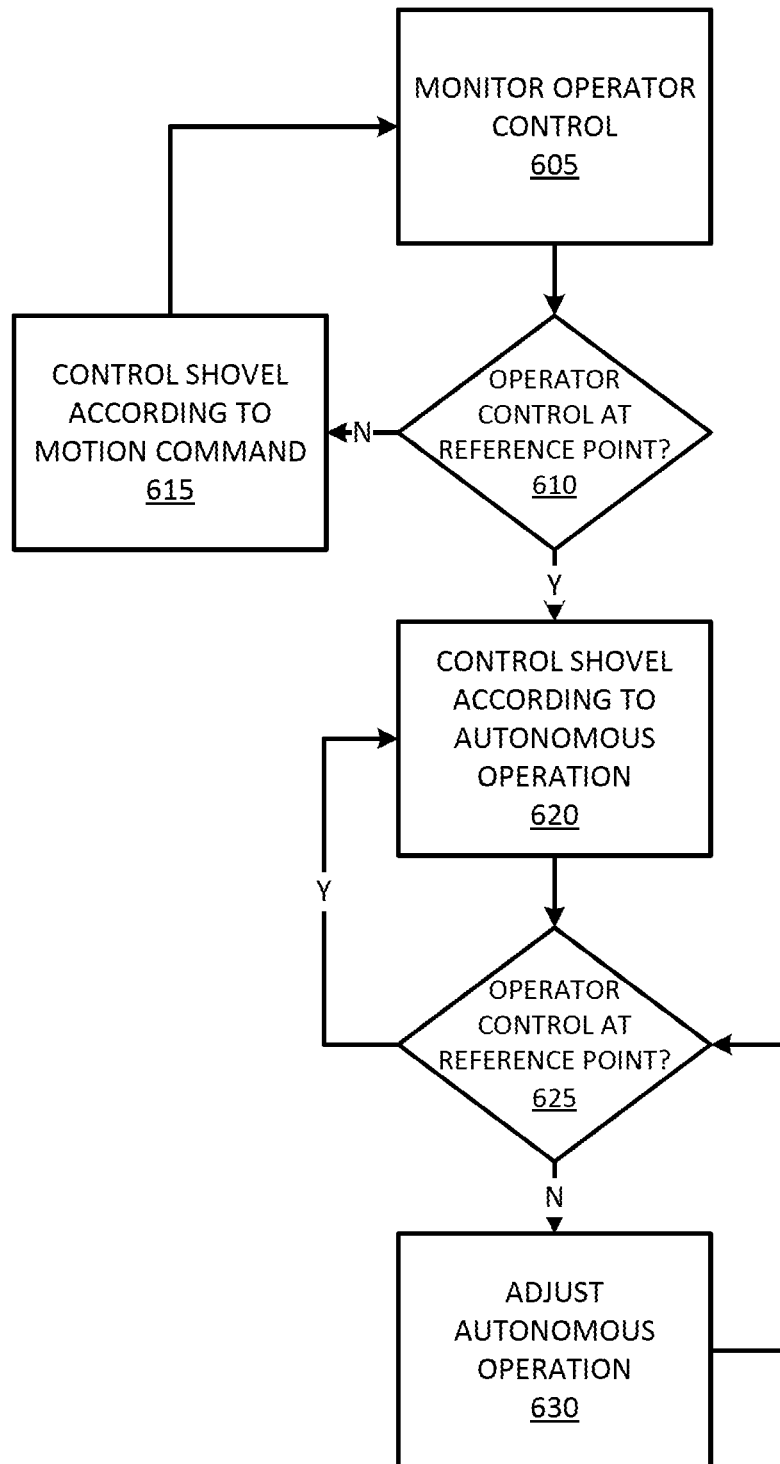 MONITOR OPERATOR
CONTROL
605
OPERATOR
CONTROL AT
REFERENCE POINT?
610
N
CONTROL SHOVEL
ACCORDING TO
MOTION COMMAND
615
Y
CONTROL SHOVEL
ACCORDING TO
AUTONOMOUS
OPERATION
620
Y
OPERATOR
CONTROL AT
REFERENCE POINT?
625
N
ADJUST
AUTONOMOUS
OPERATION
630